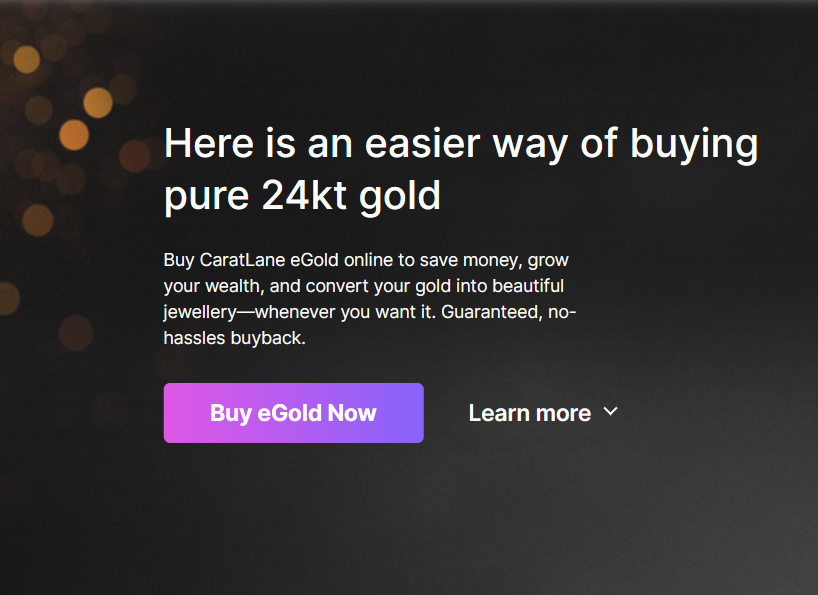 Here is an easier way of buying
pure 24kt gold
Buy CaratLane eGold online to save money, grow
your wealth, and convert your gold into beautiful
jewellery—whenever you want it. Guaranteed, no-
hassles buyback.
Buy eGold Now
Learn more